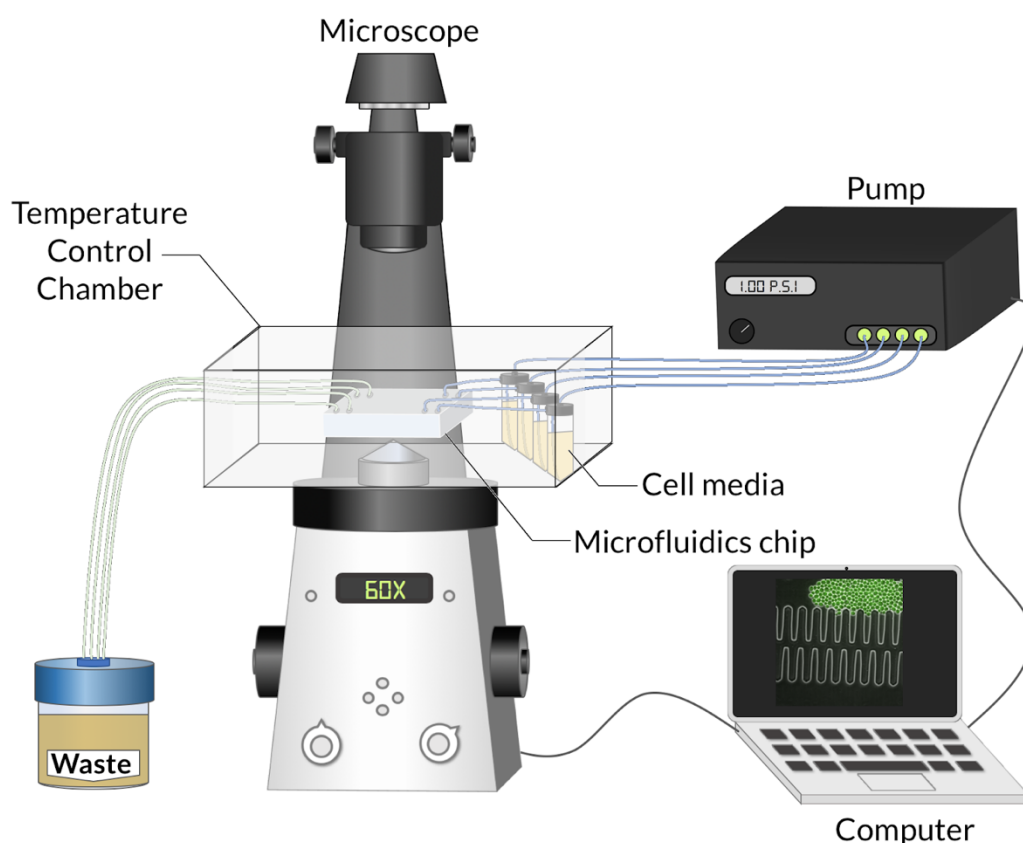 Microscope
Temperature
Control
Chamber
Pump
1.00 P.S.I
Cell media
Microfluidics chip
60X
Waste
Computer